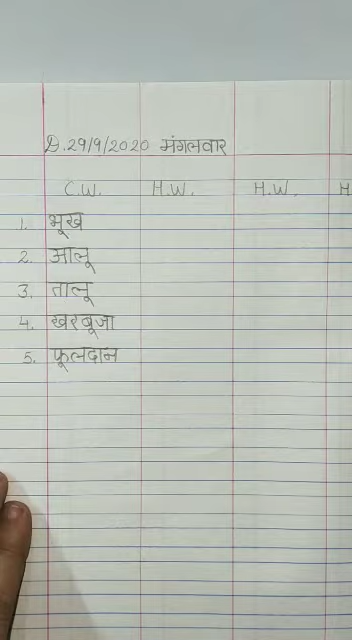 D.29/9/2020 मंगलवार
C.W. H.W. H.W. H
1. भूख
2. आलू
3. तालू
4. खरबूजा
5. फूलदान